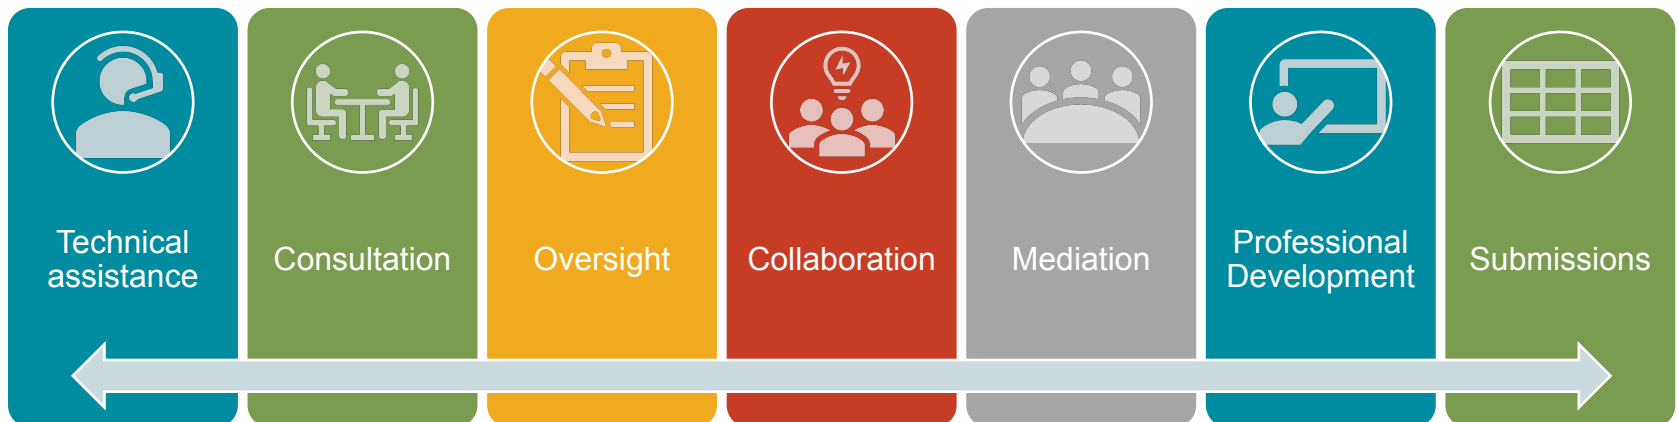 Technical
assistance
Consultation
Oversight
Collaboration
Mediation
Professional
Development
Submissions